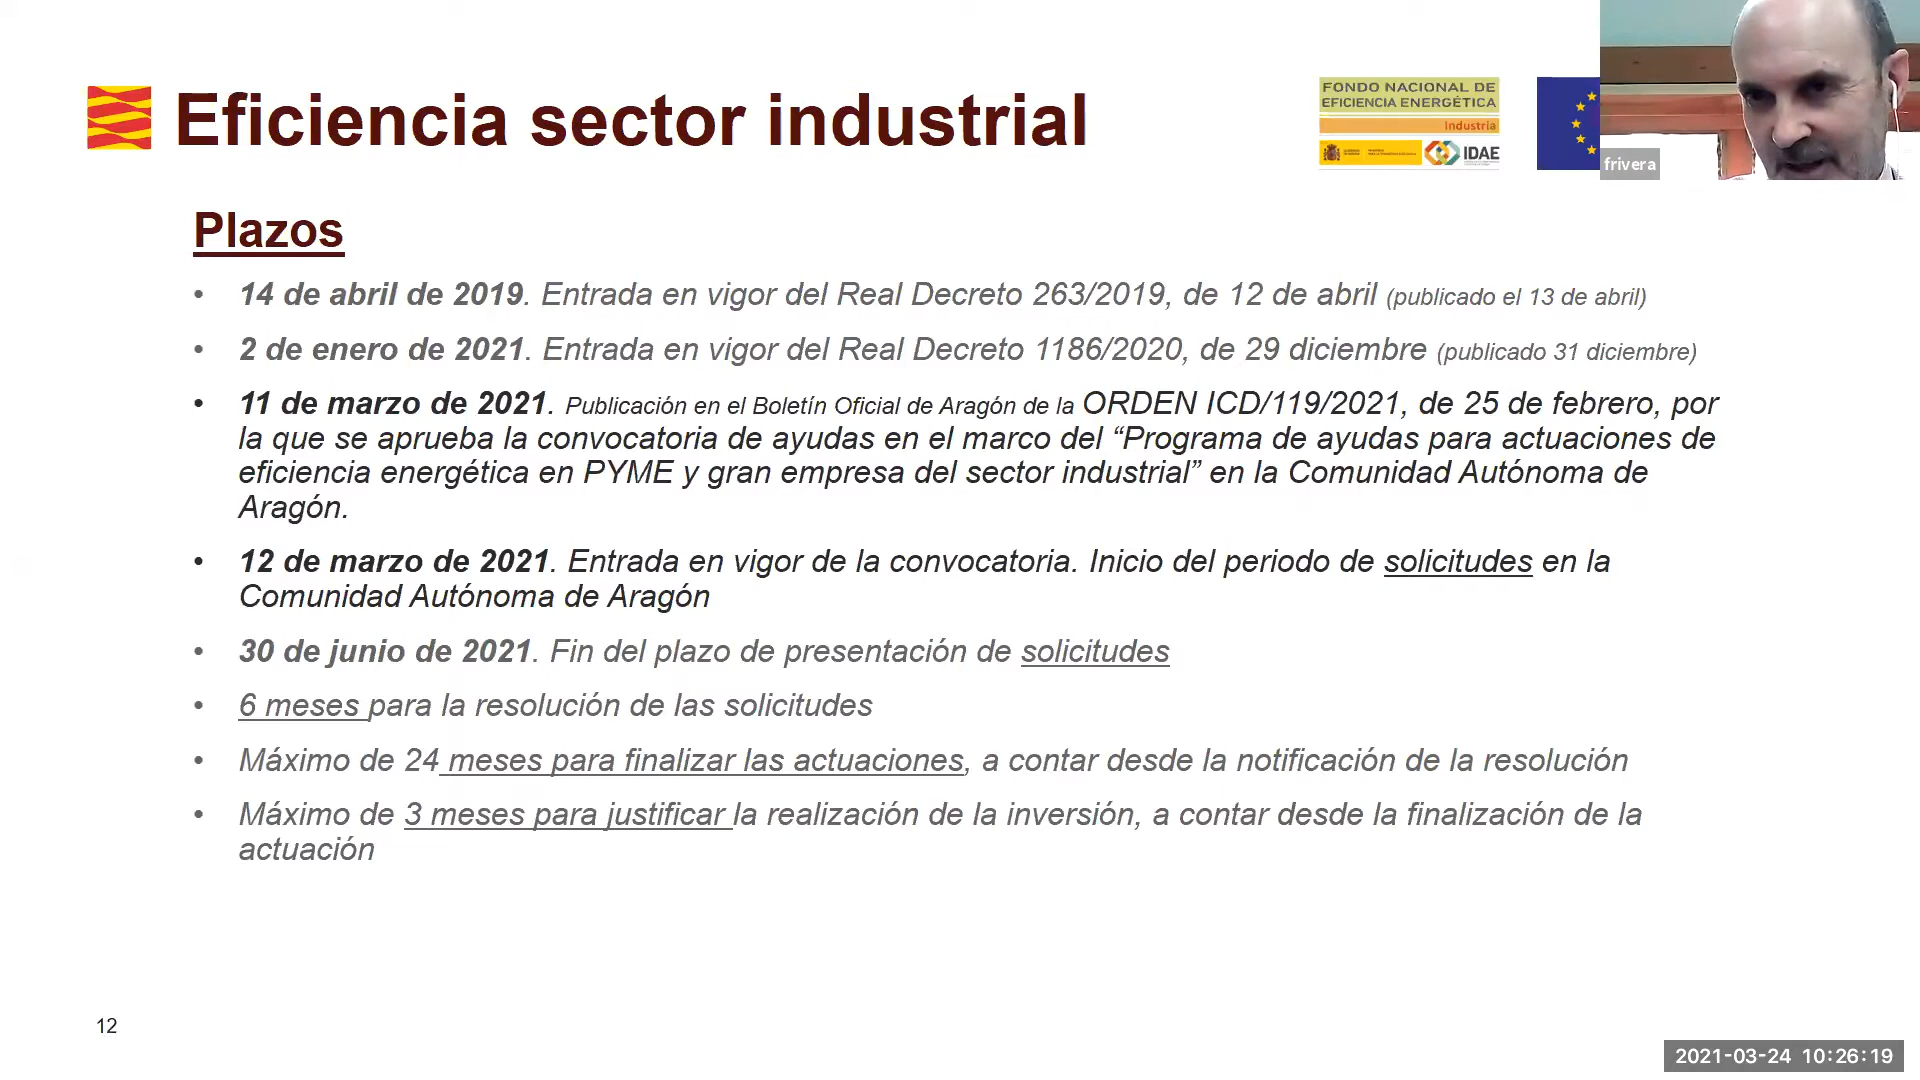 Eficiencia sector industrial
FONDO NACIONAL DE
EFICIENCIA ENERGÉTICA
Industria
IDAE
frivera
Plazos
• 14 de abril de 2019. Entrada en vigor del Real Decreto 263/2019, de 12 de abril (publicado el 13 de abril)
• 2 de enero de 2021. Entrada en vigor del Real Decreto 1186/2020, de 29 diciembre (publicado 31 diciembre)
• 11 de marzo de 2021. Publicación en el Boletín Oficial de Aragón de la ORDEN ICD/119/2021, de 25 de febrero, por
la que se aprueba la convocatoria de ayudas en el marco del “Programa de ayudas para actuaciones de
eficiencia energética en PYME y gran empresa del sector industrial” en la Comunidad Autónoma de
Aragón.
• 12 de marzo de 2021. Entrada en vigor de la convocatoria. Inicio del periodo de solicitudes en la
Comunidad Autónoma de Aragón
• 30 de junio de 2021. Fin del plazo de presentación de solicitudes
• 6 meses para la resolución de las solicitudes
• Máximo de 24 meses para finalizar las actuaciones, a contar desde la notificación de la resolución
• Máximo de 3 meses para justificar la realización de la inversión, a contar desde la finalización de la
actuación
12
2021-03-24 10:26:19